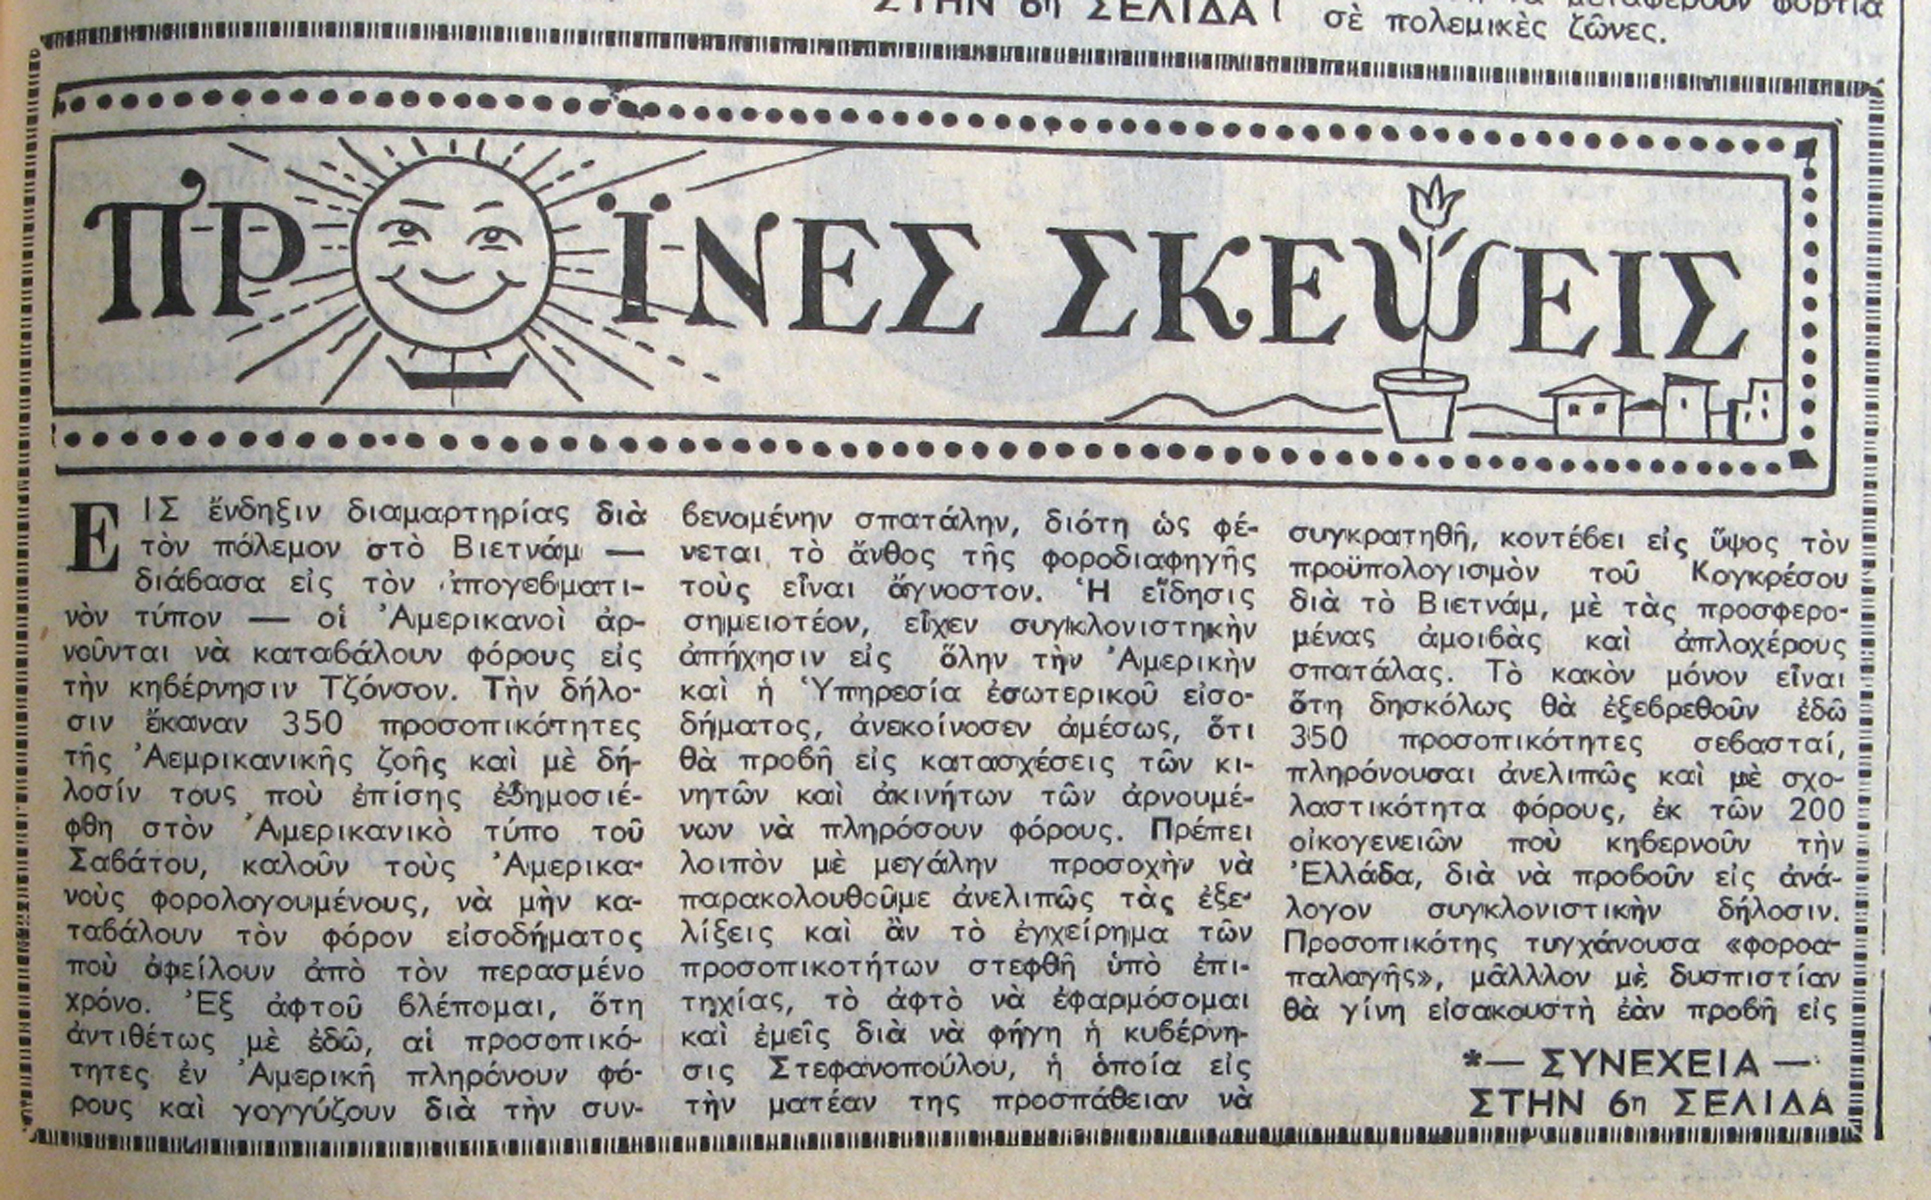 ΣΤΗΝ 6η ΣΕΛΙΔΑ
μεταφέρουν φορτία
σὲ πολεμικὲς ζῶνες.
ΠΡΟΪΝΕΣ ΣΚΕΨΕΙΣ
ΕΙΣ ἔνδηξιν διαμαρτηρίας διὰ
τὸν πόλεμον στὸ Βιετνάμ —
διάβασα εἰς τὸν ἀπογεβματι-
νὸν τύπον — οἱ Ἀμερικανοὶ ἀρ-
νοῦνται νὰ καταβάλουν φόρους εἰς
τὴν κηβέρνησιν Τζόνσον. Τὴν δήλο-
σιν ἔκαναν 350 προσοπικότητες
τῆς Ἀεμρικανικῆς ζοῆς καὶ μὲ δή-
λοσίν τους ποὺ ἐπίσης ἐδημοσιέ-
φθη στὸν Ἀμερικανικὸ τύπο τοῦ
Σαβάτου, καλοῦν τοὺς Ἀμερικα-
νοὺς φορολογουμένους, νὰ μὴν κα-
ταβάλουν τὸν φόρον εἰσοδήματος
ποὺ ὀφείλουν ἀπὸ τὸν περασμένο
χρόνο. Ἐξ ἀφτοῦ βλέπομαι, ὅτη
ἀντιθέτως μὲ ἐδῶ, αἱ προσοπικό-
τητες ἐν Ἀμερικῆ πληρόνουν φό-
ρους καὶ γογγύζουν διὰ τὴν συν-
βενομένην σπατάλην, διότη ὡς φέ-
νεται τὸ ἄνθος τῆς φοροδιαφηγῆς
τοὺς εἶναι ἄγνοστον. Ἡ εἴδησις
σημειοτέον, εἶχεν συγκλονιστηκὴν
ἀπήχησιν εἰς ὅλην τὴν Ἀμερικὴν
καὶ ἡ Ὑπηρεσία ἐσωτερικοῦ εἰσο-
δήματος, ἀνεκοίνοσεν ἀμέσως, ὅτι
θὰ προβῆ εἰς κατασχέσεις τῶν κι-
νητῶν καὶ ἀκινήτων τῶν ἀρνουμέ-
νων νὰ πληρόσουν φόρους. Πρέπει
λοιπὸν μὲ μεγάλην προσοχὴν νὰ
παρακολουθοῦμε ἀνελιπῶς τὰς ἐξε-
λίξεις καὶ ἂν τὸ ἐγχείρημα τῶν
προσοπικοτήτων στεφθῆ ὑπὸ ἐπι-
τηχίας, τὸ ἀφτὸ νὰ ἐφαρμόσομαι
καὶ ἐμεῖς διὰ νὰ φήγη ἡ κυβέρνη-
σις Στεφανοπούλου, ἡ ὁποία εἰς
τὴν ματέαν της προσπάθειαν νὰ
συγκρατηθῆ, κοντέβει εἰς ὕψος τὸν
προϋπολογισμὸν τοῦ Κογκρέσου
διὰ τὸ Βιετνάμ, μὲ τὰς προσφερο-
μένας ἀμοιβὰς καὶ ἀπλοχέρους
σπατάλας. Τὸ κακὸν μόνον εἶναι
ὅτη δησκόλως θὰ ἐξεβρεθοῦν ἐδῶ
350 προσοπικότητες σεβασταί,
πληρόνουσαι ἀνελιπῶς καὶ μὲ σχο-
λαστικότητα φόρους, ἐκ τῶν 200
οἰκογενειῶν ποὺ κηβερνοῦν τὴν
Ἑλλάδα, διὰ νὰ προβοῦν εἰς ἀνά-
λογον συγκλονιστικὴν δήλοσιν.
Προσοπικότης τυγχάνουσα «φοροα-
παλαγῆς», μᾶλλλον μὲ δυσπιστίαν
θὰ γίνη εἰσακουστὴ ἐὰν προβῆ εἰς
*— ΣΥΝΕΧΕΙΑ —
ΣΤΗΝ 6η ΣΕΛΙΔΑ